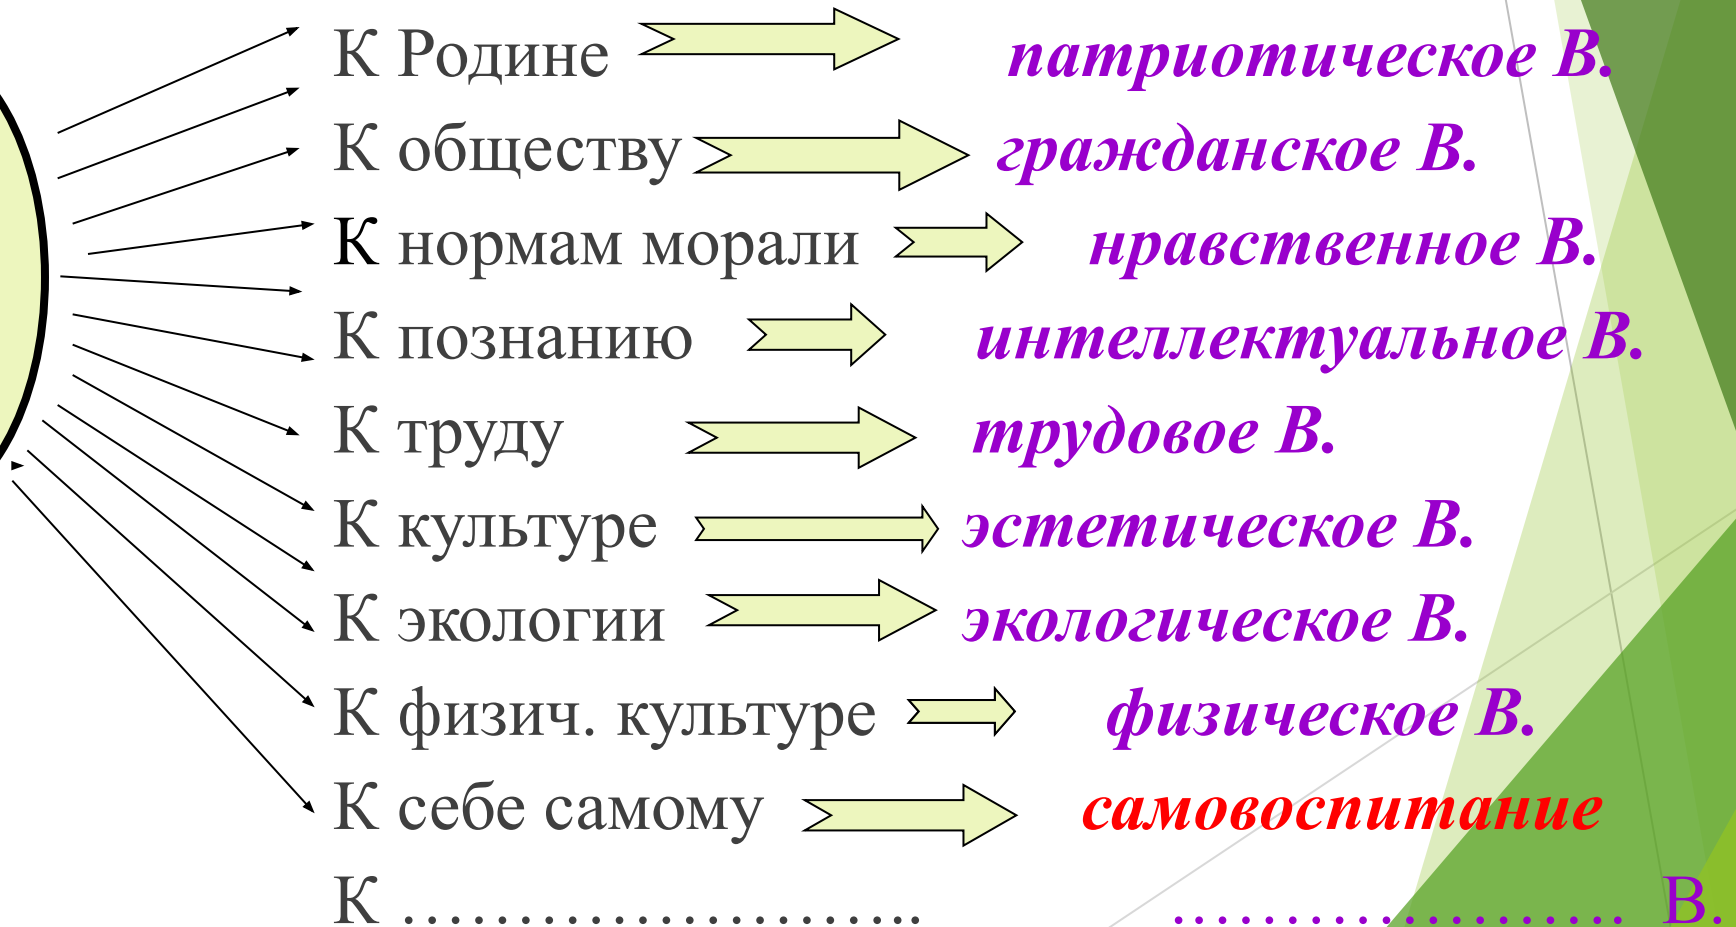 К Родине патриотическое В.
К обществу гражданское В.
К нормам морали нравственное В.
К познанию интеллектуальное В.
К труду трудовое В.
К культуре эстетическое В.
К экологии экологическое В.
К физич. культуре физическое В.
К себе самому самовоспитание
К ……………………. …………………. В.